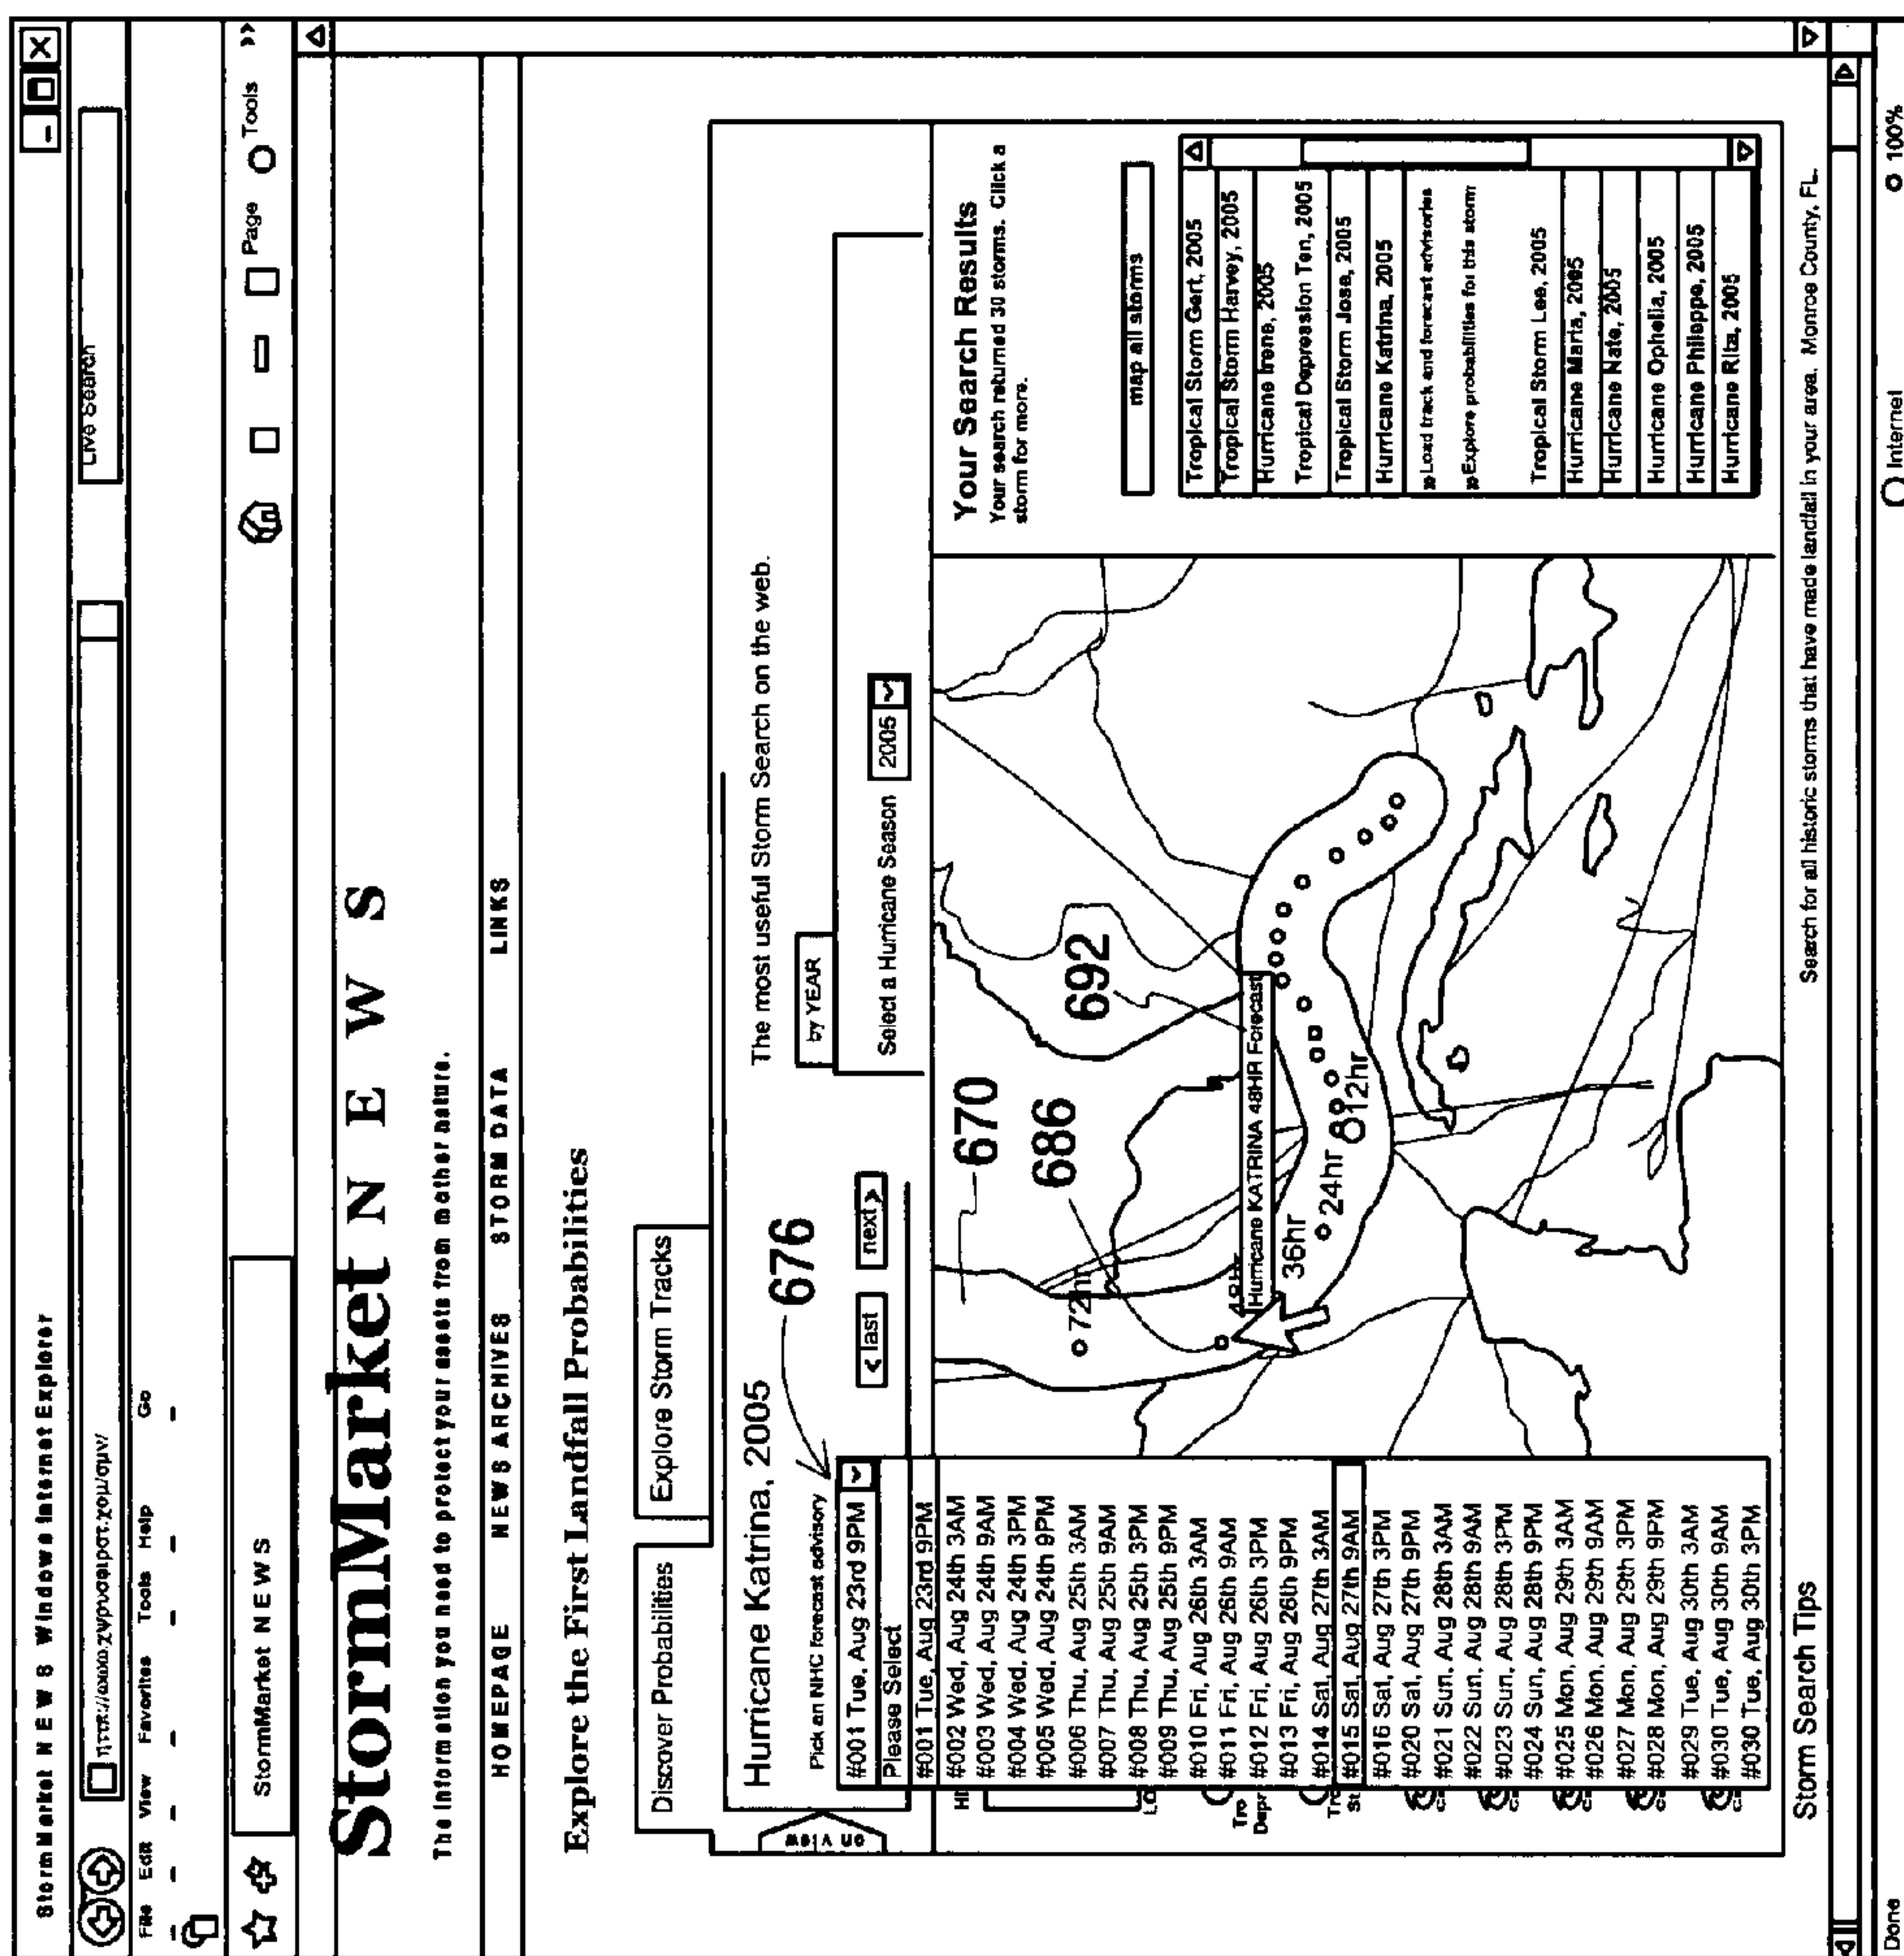 StormMarket N E W S Windows Internet Explorer
Live Search
File Edit View Favorites Tools Help Go
StormMarket N E W S
Page Tools »
StormMarket N E W S
The information you need to protect your assets from mother nature.
HOMEPAGE NEWS ARCHIVES STORM DATA LINKS
Explore the First Landfall Probabilities
Discover Probabilities
Explore Storm Tracks
on view
Hurricane Katrina, 2005
676
The most useful Storm Search on the web.
Pick an NHC forecast advisory
by YEAR
#001 Tue, Aug 23rd 9PM
< last
next >
Select a Hurricane Season 2005
Please Select
#001 Tue, Aug 23rd 9PM
#002 Wed, Aug 24th 3AM
#003 Wed, Aug 24th 9AM
#004 Wed, Aug 24th 3PM
#005 Wed, Aug 24th 9PM
#006 Thu, Aug 25th 3AM
#007 Thu, Aug 25th 9AM
#008 Thu, Aug 25th 3PM
#009 Thu, Aug 25th 9PM
#010 Fri, Aug 26th 3AM
#011 Fri, Aug 26th 9AM
#012 Fri, Aug 26th 3PM
#013 Fri, Aug 26th 9PM
#014 Sat, Aug 27th 3AM
#015 Sat, Aug 27th 9AM
#016 Sat, Aug 27th 3PM
#020 Sat, Aug 27th 9PM
#021 Sun, Aug 28th 3AM
#022 Sun, Aug 28th 9AM
#023 Sun, Aug 28th 3PM
#024 Sun, Aug 28th 9PM
#025 Mon, Aug 29th 3AM
#026 Mon, Aug 29th 9AM
#027 Mon, Aug 29th 3PM
#028 Mon, Aug 29th 9PM
#029 Tue, Aug 30th 3AM
#030 Tue, Aug 30th 9AM
#030 Tue, Aug 30th 3PM
Tro
Depr
St
670
686
692
72hr
Hurricane KATRINA 48HR Forecast
36hr
24hr
12hr
Your Search Results
Your search returned 30 storms. Click a
storm for more.
map all storms
Tropical Storm Gert, 2005
Tropical Storm Harvey, 2005
Hurricane Irene, 2005
Tropical Depression Ten, 2005
Tropical Storm Jose, 2005
Hurricane Katrina, 2005
» Load track and forecast advisories
» Explore probabilities for this storm
Tropical Storm Lee, 2005
Hurricane Maria, 2005
Hurricane Nate, 2005
Hurricane Ophelia, 2005
Hurricane Philippe, 2005
Hurricane Rita, 2005
Storm Search Tips
Search for all historic storms that have made landfall in your area. Monroe County, FL.
Done
Internet
100%